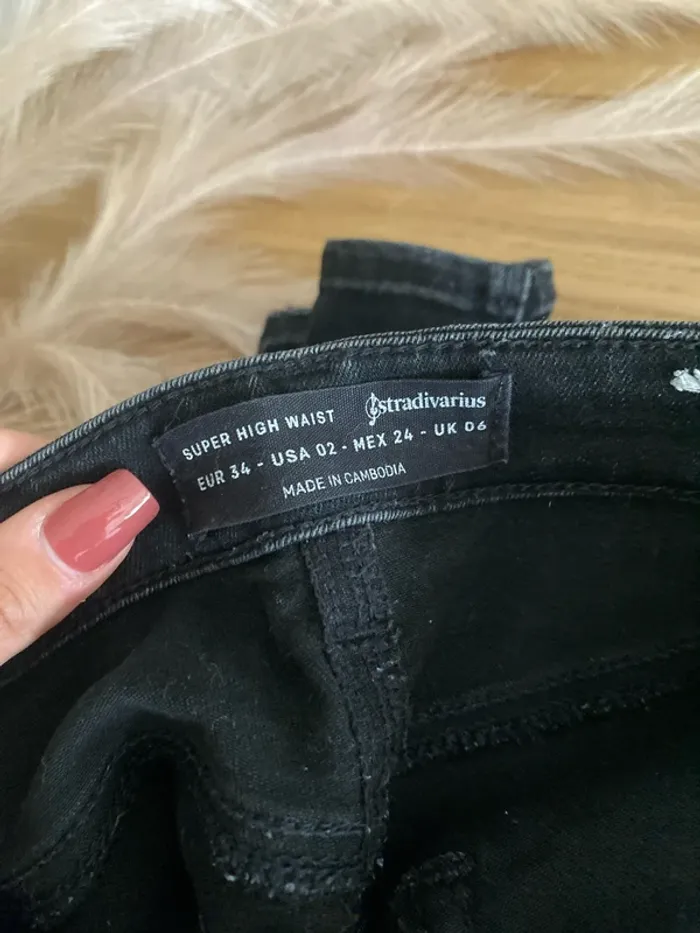 SUPER HIGH WAIST stradivarius
EUR 34 - USA 02 - MEX 24 - UK 06
MADE IN CAMBODIA